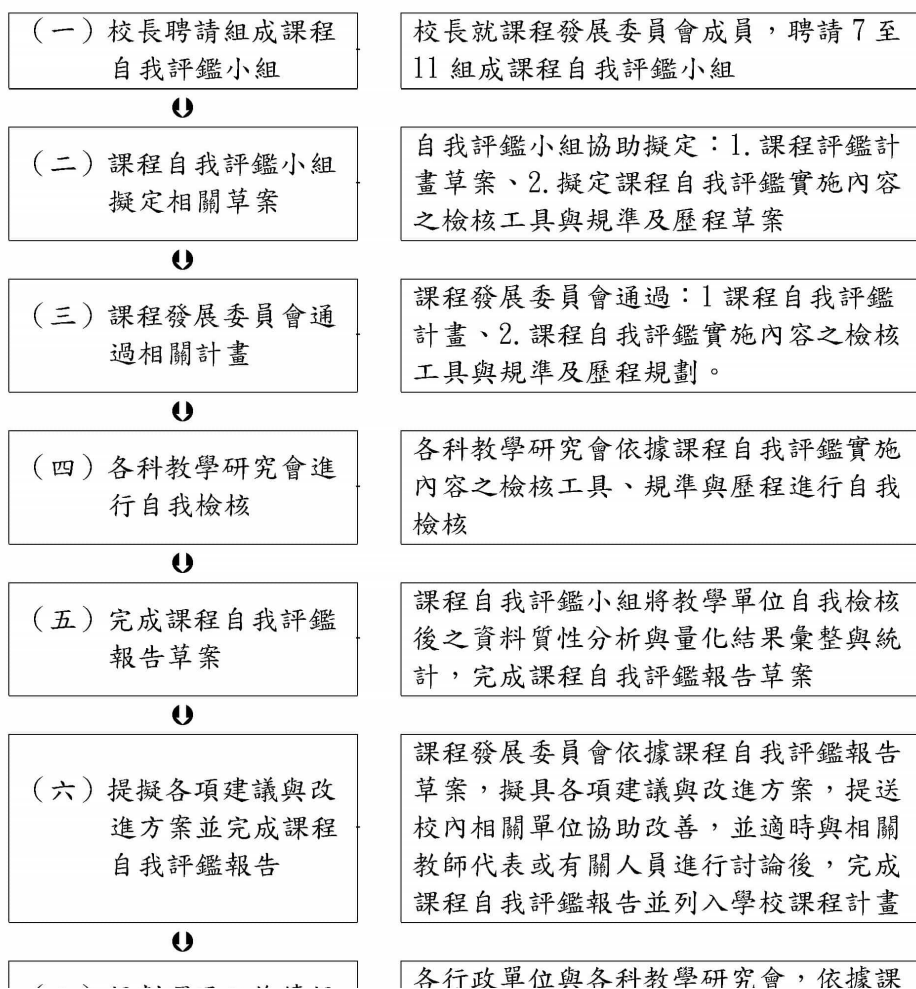 （一）校長聘請組成課程
自我評鑑小組
校長就課程發展委員會成員，聘請 7 至
11 組成課程自我評鑑小組
（二）課程自我評鑑小組
擬定相關草案
自我評鑑小組協助擬定：1.課程評鑑計
畫草案、2.擬定課程自我評鑑實施內容
之檢核工具與規準及歷程草案
（三）課程發展委員會通
過相關計畫
課程發展委員會通過：1 課程自我評鑑
計畫、2.課程自我評鑑實施內容之檢核
工具與規準及歷程規劃。
（四）各科教學研究會進
行自我檢核
各科教學研究會依據課程自我評鑑實施
內容之檢核工具、規準與歷程進行自我
檢核
（五）完成課程自我評鑑
報告草案
課程自我評鑑小組將教學單位自我檢核
後之資料質性分析與量化結果彙整與統
計，完成課程自我評鑑報告草案
（六）提擬各項建議與改
進方案並完成課程
自我評鑑報告
課程發展委員會依據課程自我評鑑報告
草案，擬具各項建議與改進方案，提送
校內相關單位協助改善，並適時與相關
教師代表或有關人員進行討論後，完成
課程自我評鑑報告並列入學校課程計畫
各行政單位與各科教學研究會，依據課